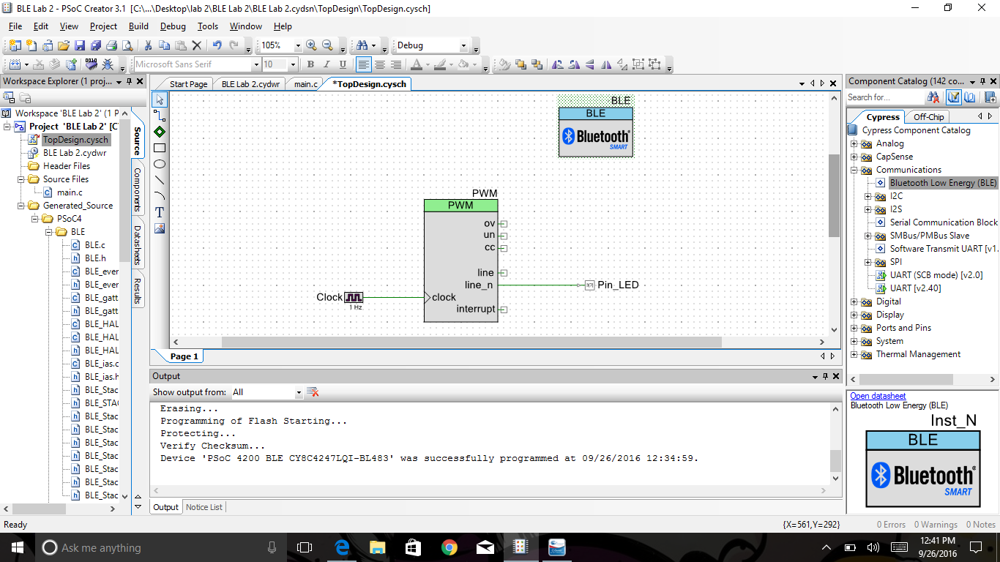 BLE Lab 2 - PSoC Creator 3.1 [C:\...\Desktop\lab 2\BLE Lab 2\BLE Lab 2.cydsn\TopDesign\TopDesign.cysch]
File Edit View Project Build Debug Tools Window Help
105% Debug
Microsoft Sans Serif 10 B I U A
Workspace Explorer (1 proj...
Workspace 'BLE Lab 2' (1 P
Project 'BLE Lab 2' [C
TopDesign.cysch
BLE Lab 2.cydwr
Header Files
Source Files
main.c
Generated_Source
PSoC4
BLE
BLE.c
BLE.h
BLE_ever
BLE_ever
BLE_gatt
BLE_gatt
BLE_HAL
BLE_HAL
BLE_HAL
BLE_ias.c
BLE_ias.h
BLE_Stac
BLE_STAC
BLE_Stac
BLE_Stac
BLE_Stac
BLE_Stac
BLE_Stac
BLE_Stac
BLE_Stac
Source
Components
Datasheets
Results
Start Page BLE Lab 2.cydwr main.c *TopDesign.cysch
T
BLE
BLE
Bluetooth®
SMART
PWM
PWM
ov
un
cc
line
line_n
Pin_LED
Clock
1 Hz
clock
interrupt
Page 1
Output
Show output from: All
Erasing...
Programming of Flash Starting...
Protecting...
Verify Checksum...
Device 'PSoC 4200 BLE CY8C4247LQI-BL483' was successfully programmed at 09/26/2016 12:34:59.
Output Notice List
Component Catalog (142 co...
Search for...
Cypress Off-Chip
Cypress Component Catalog
Analog
CapSense
Communications
Bluetooth Low Energy (BLE)
I2C
I2S
Serial Communication Block
SMBus/PMBus Slave
Software Transmit UART [v1.
SPI
UART (SCB mode) [v2.0]
UART [v2.40]
Digital
Display
Ports and Pins
System
Thermal Management
Open datasheet
Bluetooth Low Energy (BLE)
Inst_N
BLE
Bluetooth®
SMART
Ready {X=561,Y=292} 0 Errors 0 Warnings 0 Notes
Ask me anything
12:41 PM
9/26/2016